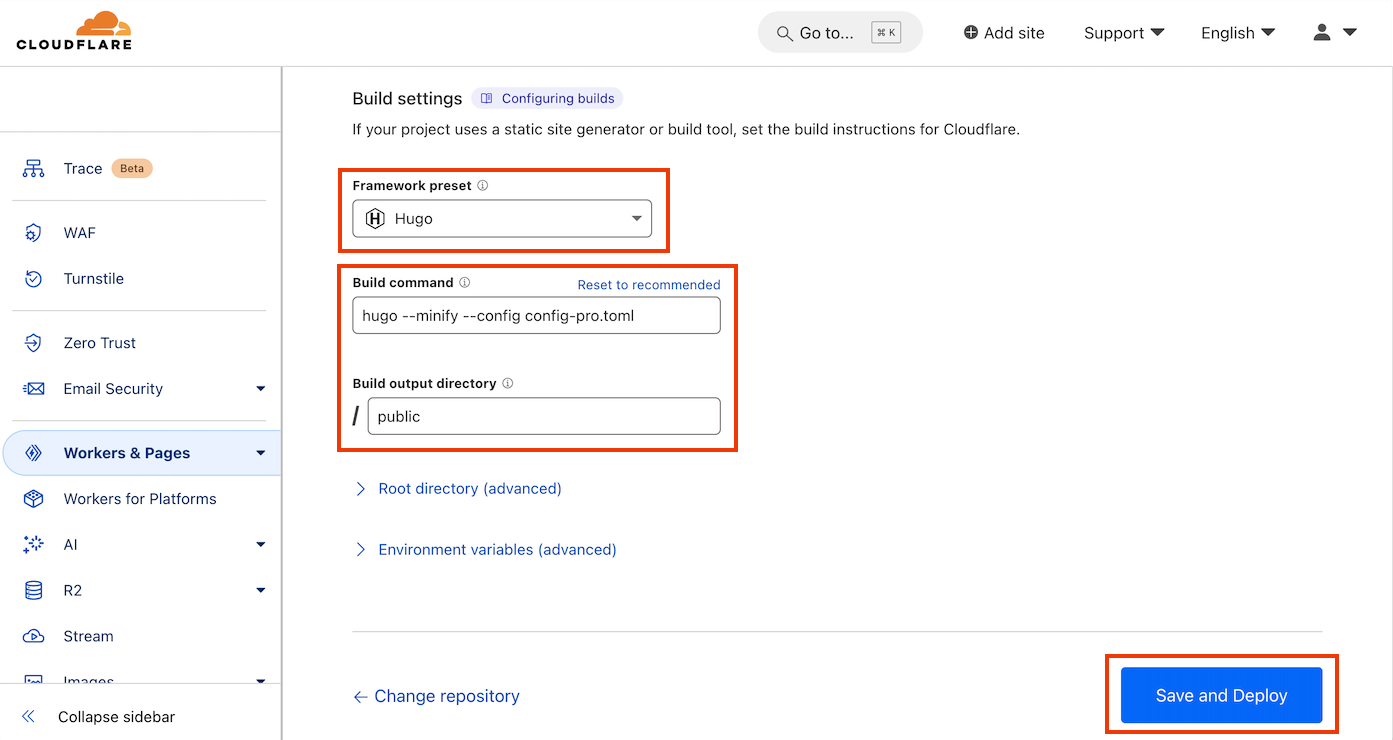 CLOUDFLARE
Go to... ⌘ K
Add site
Support
English
Trace Beta
WAF
Turnstile
Zero Trust
Email Security
Workers & Pages
Workers for Platforms
AI
R2
Stream
Images
Collapse sidebar
Build settings Configuring builds
If your project uses a static site generator or build tool, set the build instructions for Cloudflare.
Framework preset
Hugo
Build command Reset to recommended
hugo --minify --config config-pro.toml
Build output directory
/ public
Root directory (advanced)
Environment variables (advanced)
← Change repository
Save and Deploy